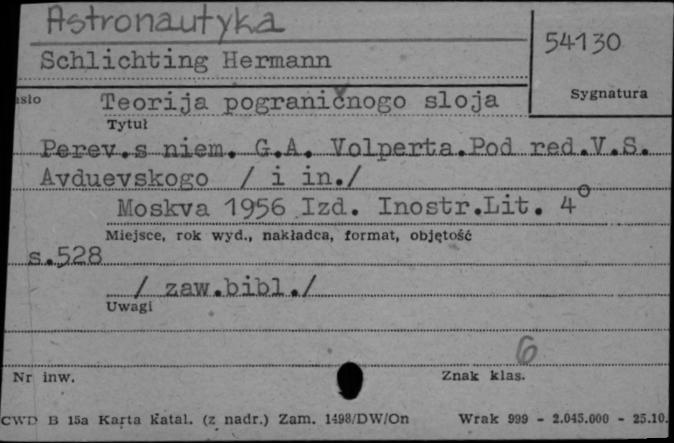 Astronautyka
54130
Schlichting Hermann
Sygnatura
Teorija pograničnogo sloja
Tytuł
Perev.s niem. G.A. Volperta.Pod red.V.S.
Avduevskogo / i in./
Moskva 1956 Izd. Inostr.Lit. 4°
Miejsce, rok wyd., nakładca, format, objętość
s.528
/ zaw.bibl./
Uwagi
6
Nr inw.
Znak klas.
CWD B 15a Karta katal. (z nadr.) Zam. 1498/DW/On Wrak 999 - 2.045.000 - 25.10.